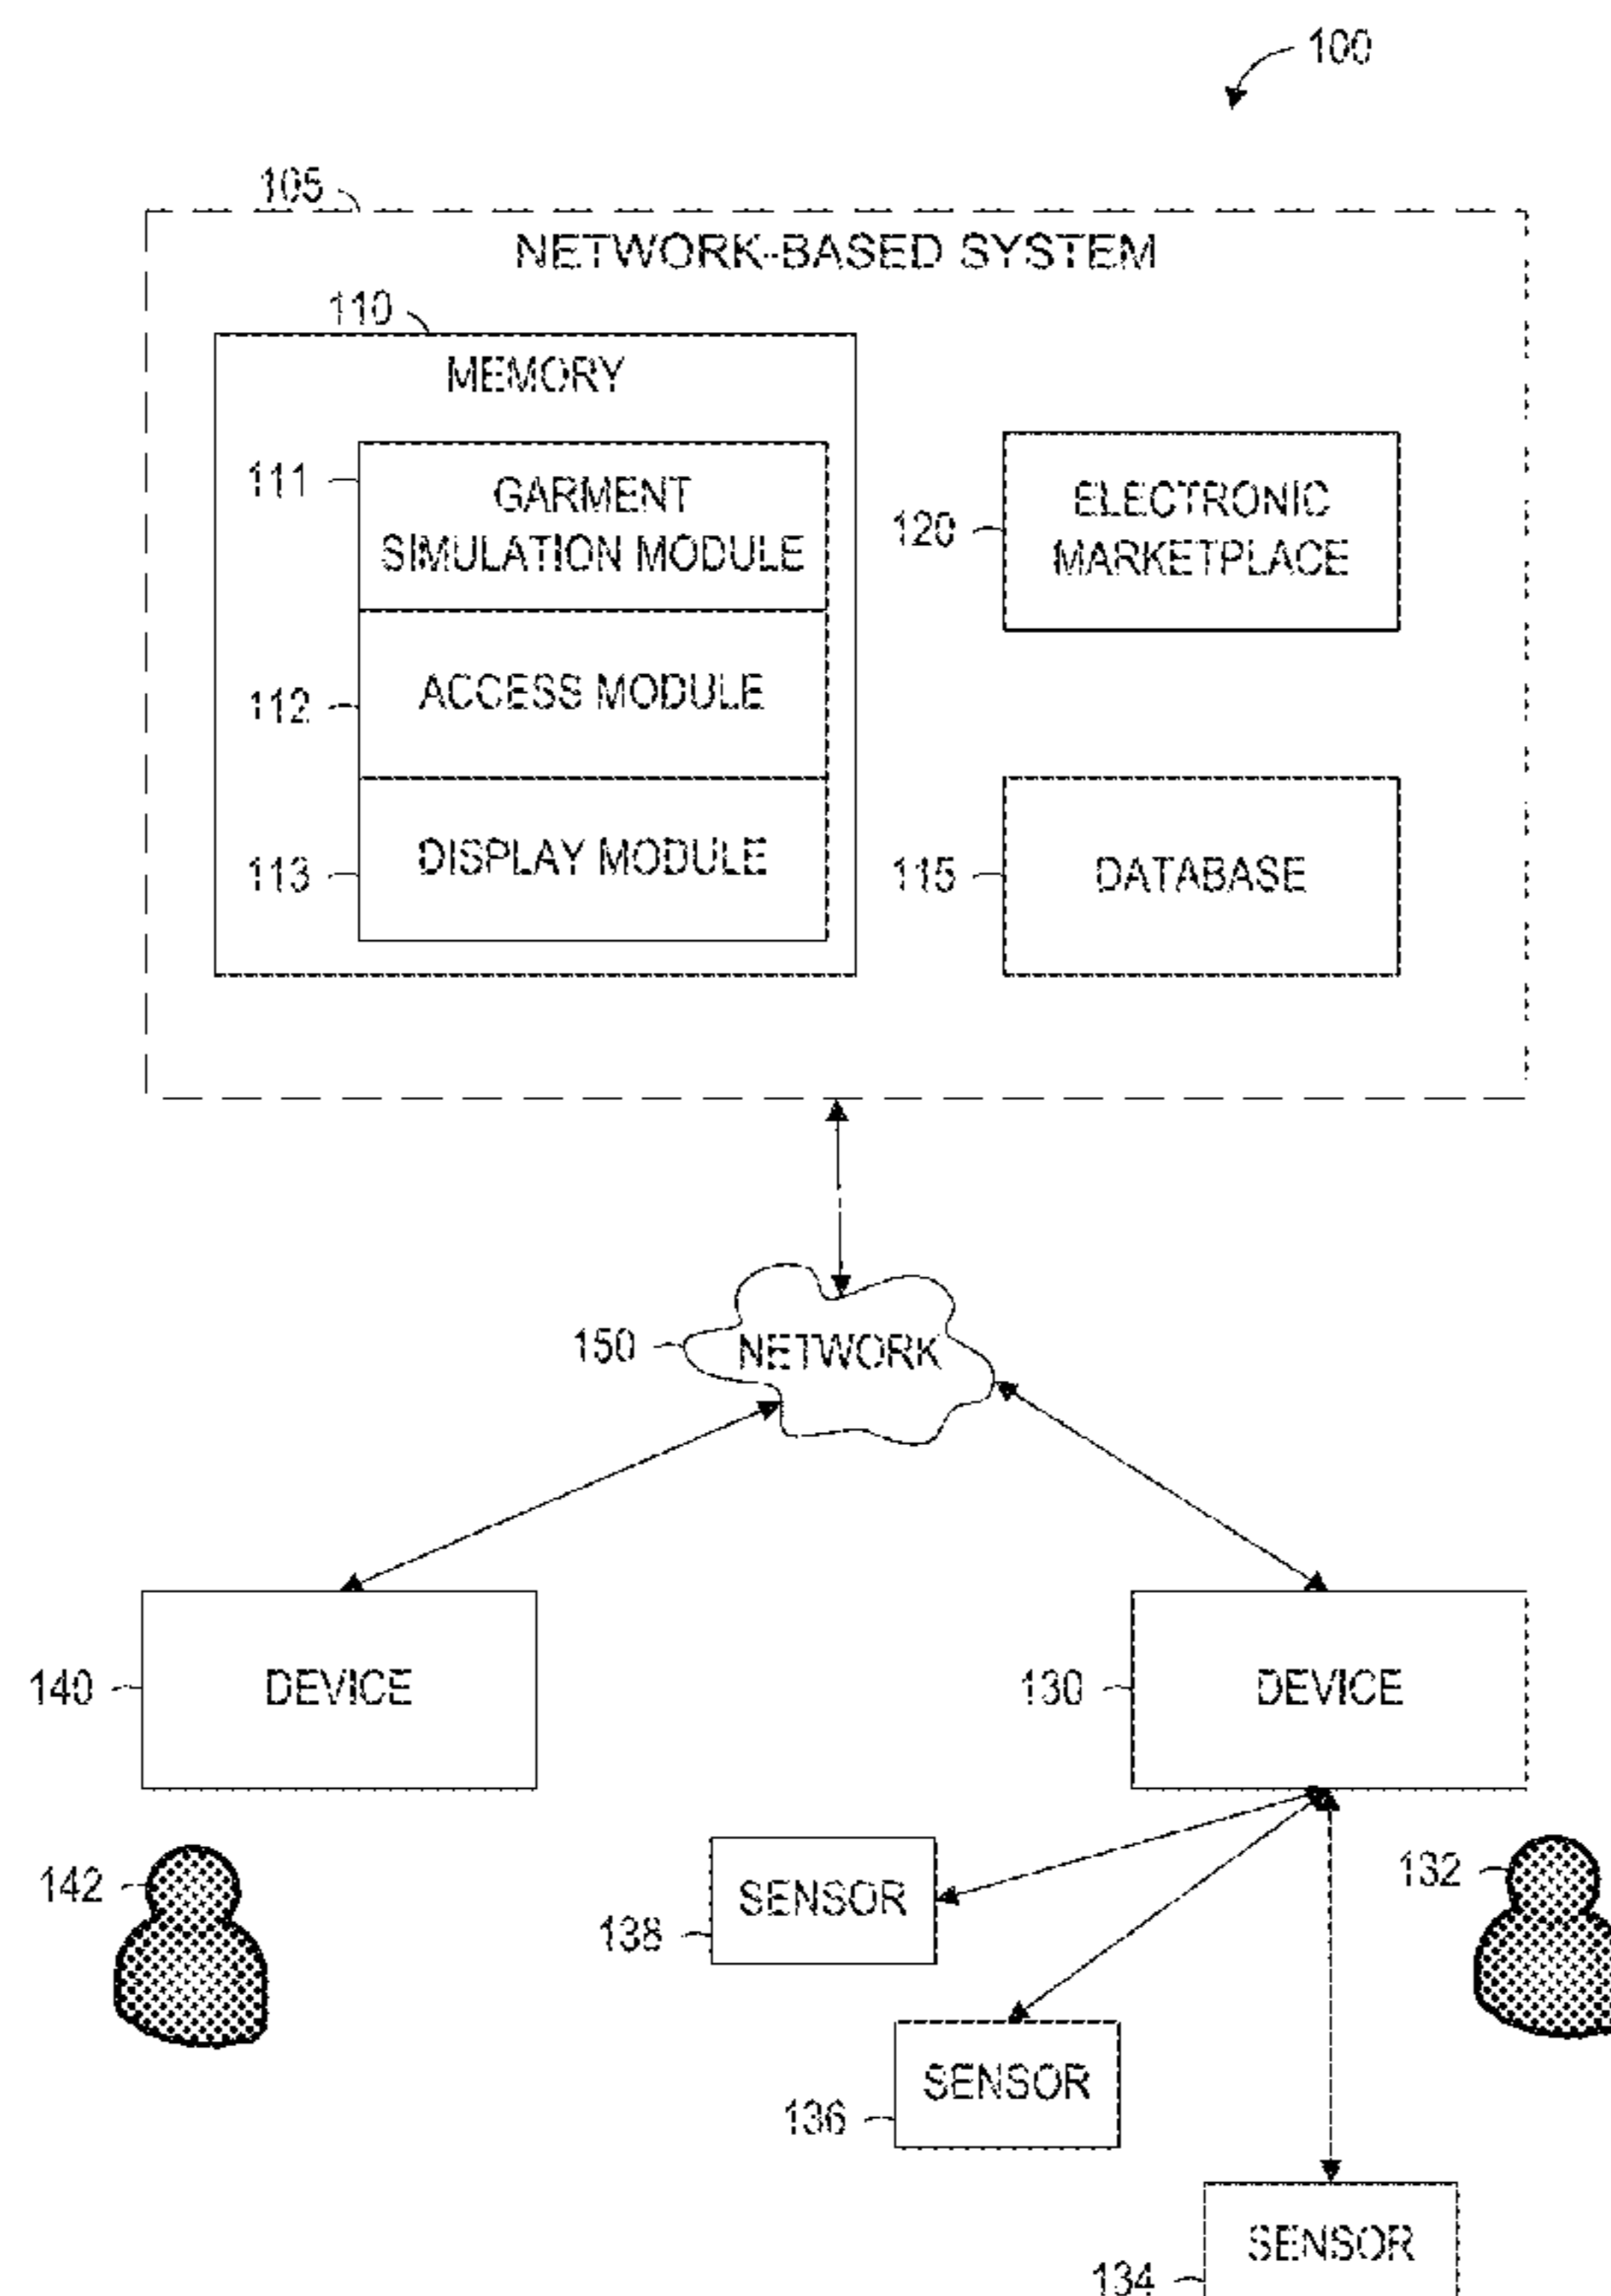 100
105
NETWORK-BASED SYSTEM
110
MEMORY
111
GARMENT
SIMULATION MODULE
120
ELECTRONIC
MARKETPLACE
112
ACCESS MODULE
113
DISPLAY MODULE
115
DATABASE
150
NETWORK
140
DEVICE
130
DEVICE
142
132
138
SENSOR
136
SENSOR
134
SENSOR